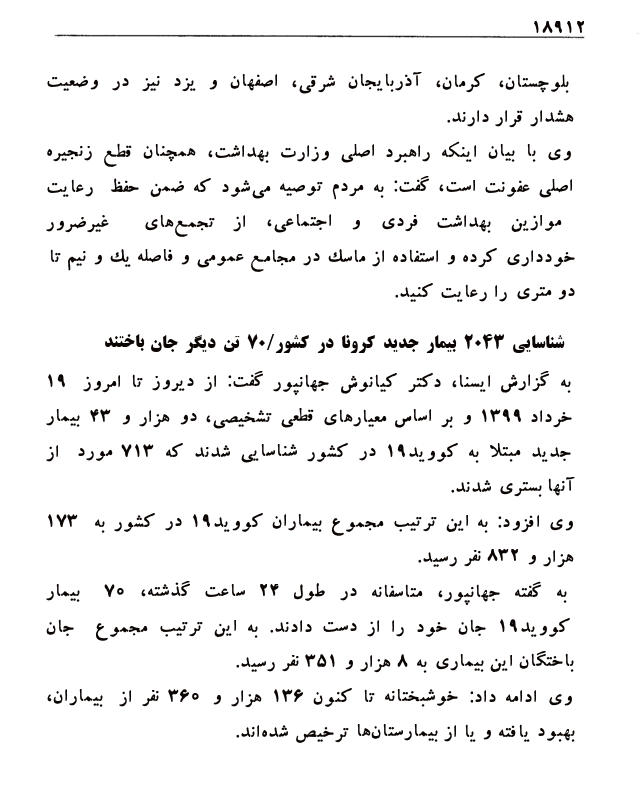 ۱۸۹۱۲
بلوچستان، کرمان، آذربایجان شرقی، اصفهان و یزد نیز در وضعیت
هشدار قرار دارند.
وی با بیان اینکه راهبرد اصلی وزارت بهداشت، همچنان قطع زنجیره
اصلی عفونت است، گفت: به مردم توصیه می‌شود که ضمن حفظ رعایت
موازین بهداشت فردی و اجتماعی، از تجمع‌های غیرضرور
خودداری کرده و استفاده از ماسک در مجامع عمومی و فاصله یک و نیم تا
دو متری را رعایت کنید.
شناسایی ۲۰۴۳ بیمار جدید کرونا در کشور/۷۰ تن دیگر جان باختند
به گزارش ایسنا، دکتر کیانوش جهانپور گفت: از دیروز تا امروز ۱۹
خرداد ۱۳۹۹ و بر اساس معیارهای قطعی تشخیصی، دو هزار و ۴۳ بیمار
جدید مبتلا به کووید۱۹ در کشور شناسایی شدند که ۷۱۳ مورد از
آنها بستری شدند.
وی افزود: به این ترتیب مجموع بیماران کووید۱۹ در کشور به ۱۷۳
هزار و ۸۳۲ نفر رسید.
به گفته جهانپور، متاسفانه در طول ۲۴ ساعت گذشته، ۷۰ بیمار
کووید۱۹ جان خود را از دست دادند. به این ترتیب مجموع جان
باختگان این بیماری به ۸ هزار و ۳۵۱ نفر رسید.
وی ادامه داد: خوشبختانه تا کنون ۱۳۶ هزار و ۳۶۰ نفر از بیماران،
بهبود یافته و یا از بیمارستان‌ها ترخیص شده‌اند.